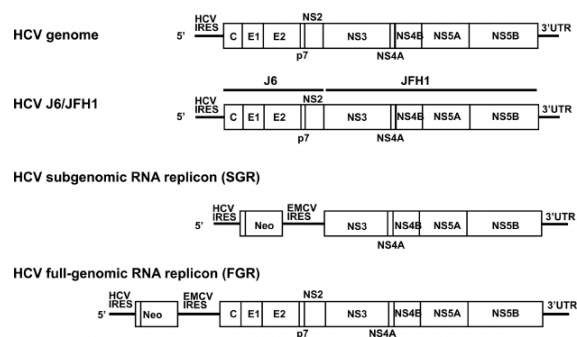 HCV genome
5' HCV IRES C E1 E2 p7 NS2 NS3 NS4A NS4B NS5A NS5B 3'UTR
J6 JFH1
HCV J6/JFH1
5' HCV IRES C E1 E2 p7 NS2 NS3 NS4A NS4B NS5A NS5B 3'UTR
HCV subgenomic RNA replicon (SGR)
5' HCV IRES Neo EMCV IRES NS3 NS4A NS4B NS5A NS5B 3'UTR
HCV full-genomic RNA replicon (FGR)
5' HCV IRES Neo EMCV IRES C E1 E2 p7 NS2 NS3 NS4A NS4B NS5A NS5B 3'UTR